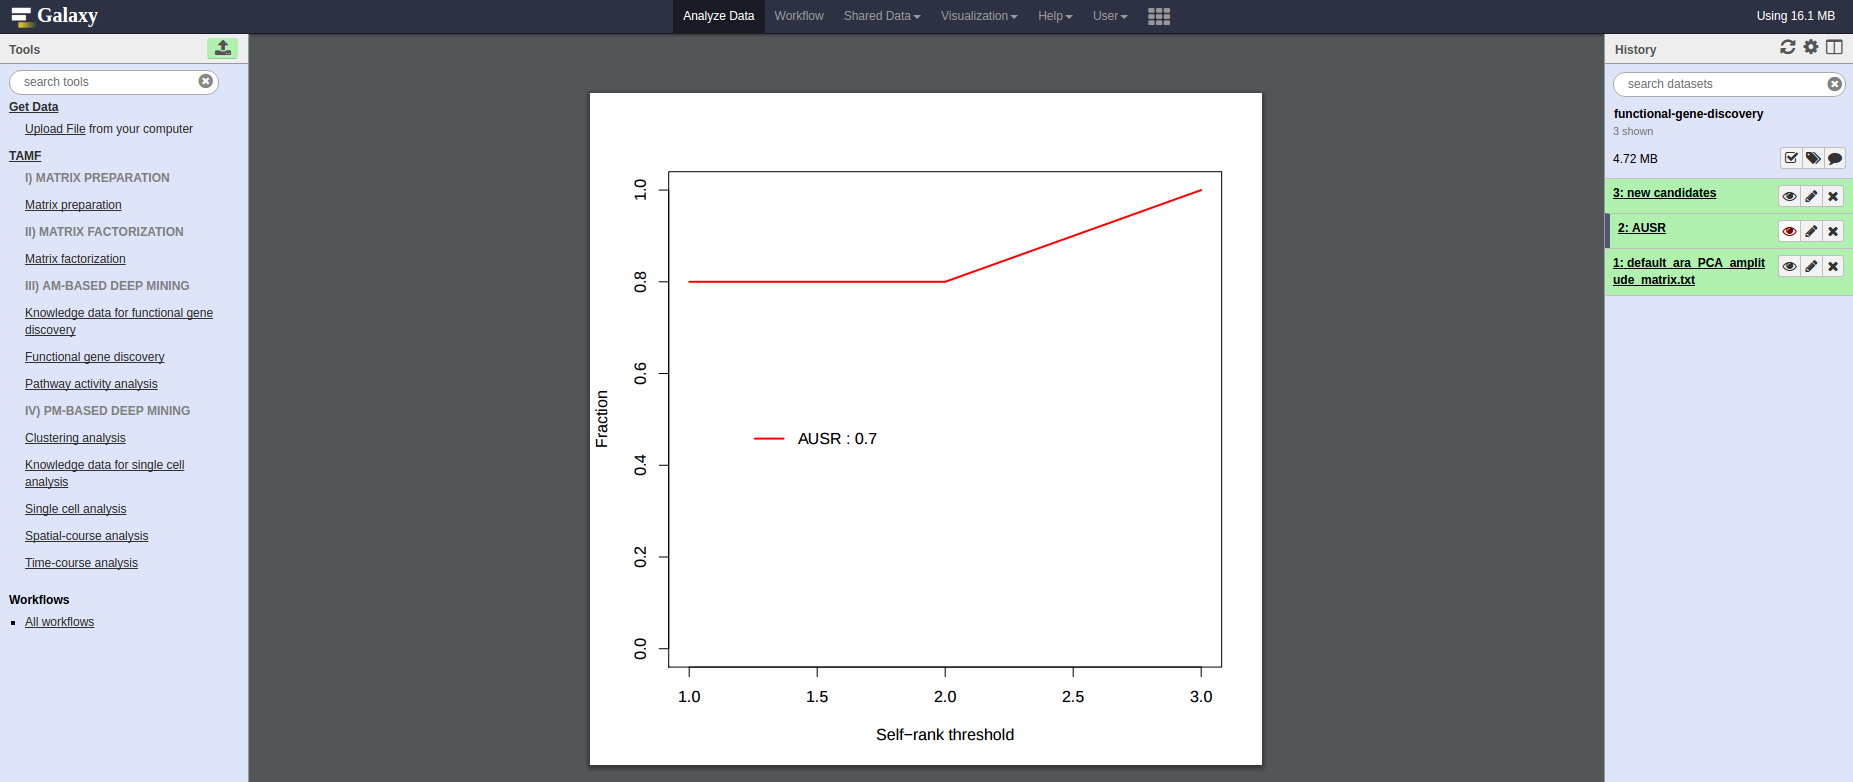 Galaxy
Analyze Data
Workflow
Shared Data
Visualization
Help
User
Using 16.1 MB
Tools
search tools
Get Data
Upload File from your computer
TAMF
I) MATRIX PREPARATION
Matrix preparation
II) MATRIX FACTORIZATION
Matrix factorization
III) AM-BASED DEEP MINING
Knowledge data for functional gene
discovery
Functional gene discovery
Pathway activity analysis
IV) PM-BASED DEEP MINING
Clustering analysis
Knowledge data for single cell
analysis
Single cell analysis
Spatial-course analysis
Time-course analysis
Workflows
All workflows
1.0
0.8
0.6
0.4
0.2
0.0
Fraction
AUSR : 0.7
1.0
1.5
2.0
2.5
3.0
Self−rank threshold
History
search datasets
functional-gene-discovery
3 shown
4.72 MB
3: new candidates
2: AUSR
1: default_ara_PCA_amplit
ude_matrix.txt